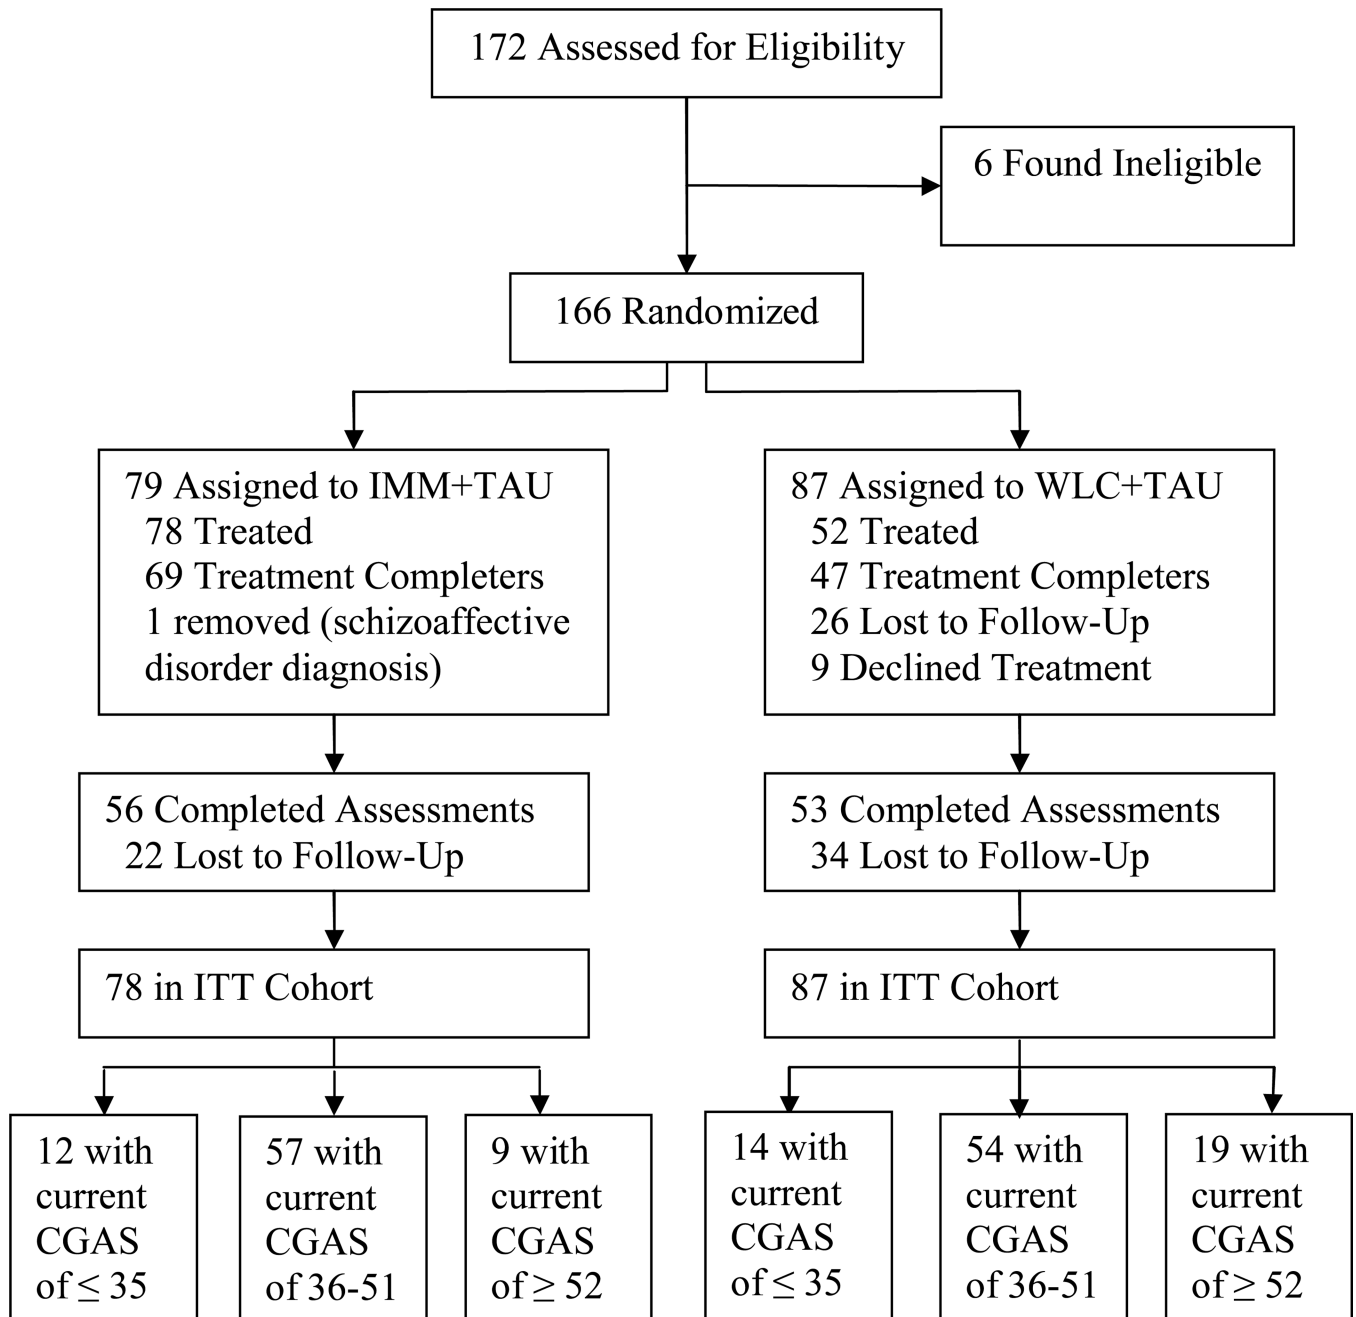 172 Assessed for Eligibility
6 Found Ineligible
166 Randomized
79 Assigned to IMM+TAU
78 Treated
69 Treatment Completers
1 removed (schizoaffective
disorder diagnosis)
87 Assigned to WLC+TAU
52 Treated
47 Treatment Completers
26 Lost to Follow-Up
9 Declined Treatment
56 Completed Assessments
22 Lost to Follow-Up
53 Completed Assessments
34 Lost to Follow-Up
78 in ITT Cohort
87 in ITT Cohort
12 with
current
CGAS
of ≤ 35
57 with
current
CGAS
of 36-51
9 with
current
CGAS
of ≥ 52
14 with
current
CGAS
of ≤ 35
54 with
current
CGAS
of 36-51
19 with
current
CGAS
of ≥ 52